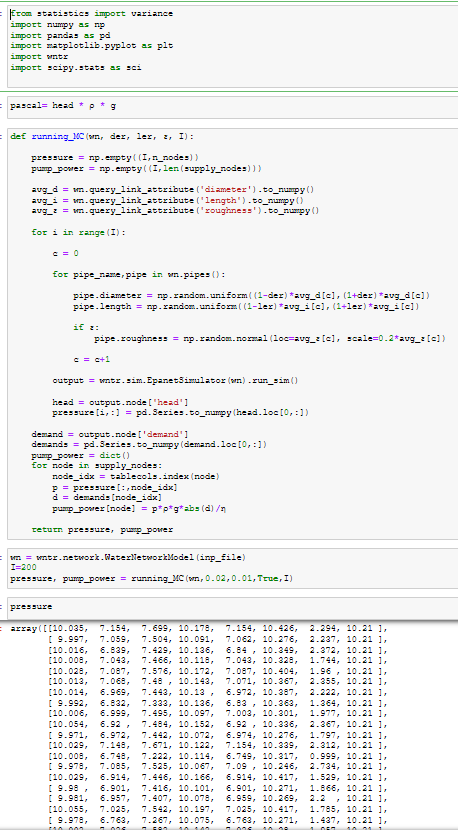 from statistics import variance
import numpy as np
import pandas as pd
import matplotlib.pyplot as plt
import wntr
import scipy.stats as sci
pascal= head * ρ * g
def running_MC(wn, der, ler, ε, I):
pressure = np.empty((I,n_nodes))
pump_power = np.empty((I,len(supply_nodes)))
avg_d = wn.query_link_attribute('diameter').to_numpy()
avg_i = wn.query_link_attribute('length').to_numpy()
avg_ε = wn.query_link_attribute('roughness').to_numpy()
for i in range(I):
c = 0
for pipe_name,pipe in wn.pipes():
pipe.diameter = np.random.uniform((1-der)*avg_d[c],(1+der)*avg_d[c])
pipe.length = np.random.uniform((1-ler)*avg_i[c],(1+ler)*avg_i[c])
if ε:
pipe.roughness = np.random.normal(loc=avg_ε[c], scale=0.2*avg_ε[c])
c = c+1
output = wntr.sim.EpanetSimulator(wn).run_sim()
head = output.node['head']
pressure[i,:] = pd.Series.to_numpy(head.loc[0,:])
demand = output.node['demand']
demands = pd.Series.to_numpy(demand.loc[0,:])
pump_power = dict()
for node in supply_nodes:
node_idx = tablecols.index(node)
p = pressure[:,node_idx]
d = demands[node_idx]
pump_power[node] = p*ρ*g*abs(d)/η
return pressure, pump_power
wn = wntr.network.WaterNetworkModel(inp_file)
I=200
pressure, pump_power = running_MC(wn,0.02,0.01,True,I)
pressure
array([[10.035, 7.154, 7.699, 10.178, 7.154, 10.426, 2.294, 10.21 ],
[ 9.997, 7.059, 7.504, 10.091, 7.062, 10.276, 2.237, 10.21 ],
[10.016, 6.839, 7.429, 10.136, 6.84 , 10.349, 2.372, 10.21 ],
[10.008, 7.043, 7.466, 10.118, 7.043, 10.328, 1.744, 10.21 ],
[10.028, 7.087, 7.576, 10.172, 7.087, 10.404, 1.96 , 10.21 ],
[10.013, 7.068, 7.48 , 10.143, 7.071, 10.367, 2.355, 10.21 ],
[10.014, 6.969, 7.443, 10.13 , 6.972, 10.387, 2.222, 10.21 ],
[ 9.992, 6.832, 7.333, 10.136, 6.83 , 10.363, 1.364, 10.21 ],
[10.006, 6.999, 7.495, 10.097, 7.003, 10.301, 1.977, 10.21 ],
[10.054, 6.92 , 7.484, 10.152, 6.92 , 10.336, 2.367, 10.21 ],
[ 9.971, 6.972, 7.442, 10.072, 6.974, 10.276, 1.797, 10.21 ],
[10.029, 7.148, 7.671, 10.122, 7.154, 10.339, 2.312, 10.21 ],
[10.008, 6.748, 7.222, 10.114, 6.749, 10.317, 0.999, 10.21 ],
[ 9.978, 7.085, 7.525, 10.067, 7.09 , 10.246, 2.734, 10.21 ],
[10.029, 6.914, 7.446, 10.166, 6.914, 10.417, 1.529, 10.21 ],
[ 9.98 , 6.901, 7.416, 10.101, 6.901, 10.271, 1.866, 10.21 ],
[ 9.981, 6.957, 7.407, 10.078, 6.959, 10.269, 2.2 , 10.21 ],
[10.055, 7.025, 7.542, 10.197, 7.025, 10.417, 1.785, 10.21 ],
[ 9.978, 6.763, 7.267, 10.075, 6.763, 10.271, 1.437, 10.21 ],